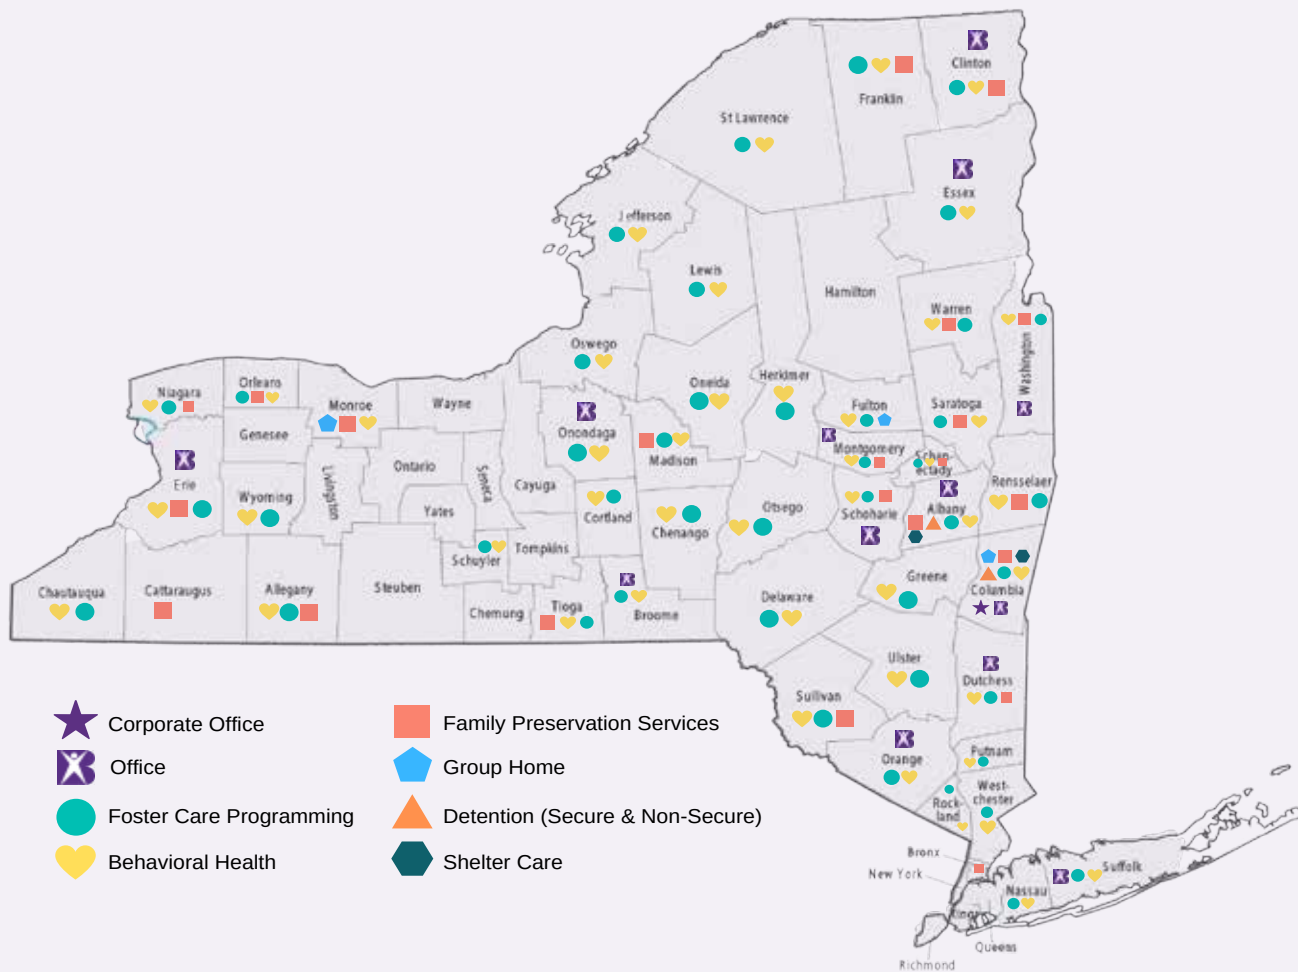 Clinton
Franklin
St Lawrence
Essex
Jefferson
Lewis
Hamilton
Warren
Washington
Oswego
Oneida
Herkimer
Niagara
Orleans
Monroe
Wayne
Genesee
Fulton
Saratoga
Onondaga
Madison
Montgomery
Schen-
ectady
Rensselaer
Erie
Wyoming
Livingston
Ontario
Seneca
Yates
Cayuga
Cortland
Chenango
Otsego
Schoharie
Albany
Schuyler
Tompkins
Greene
Columbia
Chautauqua
Cattaraugus
Allegany
Steuben
Chemung
Tioga
Broome
Delaware
Ulster
Dutchess
Sullivan
Orange
Putnam
Rock-
land
West-
chester
Bronx
New York
Suffolk
Nassau
Kings
Queens
Richmond
Corporate Office
Office
Foster Care Programming
Behavioral Health
Family Preservation Services
Group Home
Detention (Secure & Non-Secure)
Shelter Care